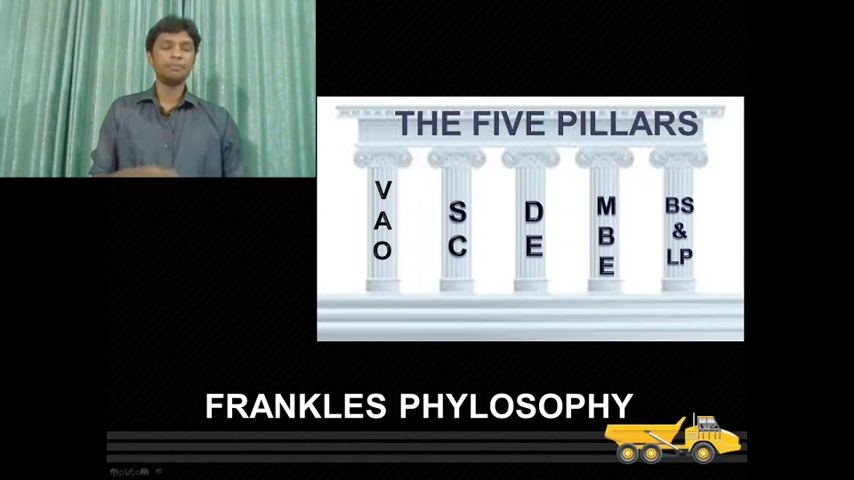 THE FIVE PILLARS
V
A
O
S
C
D
E
M
B
E
BS
&
LP
FRANKLES PHYLOSOPHY